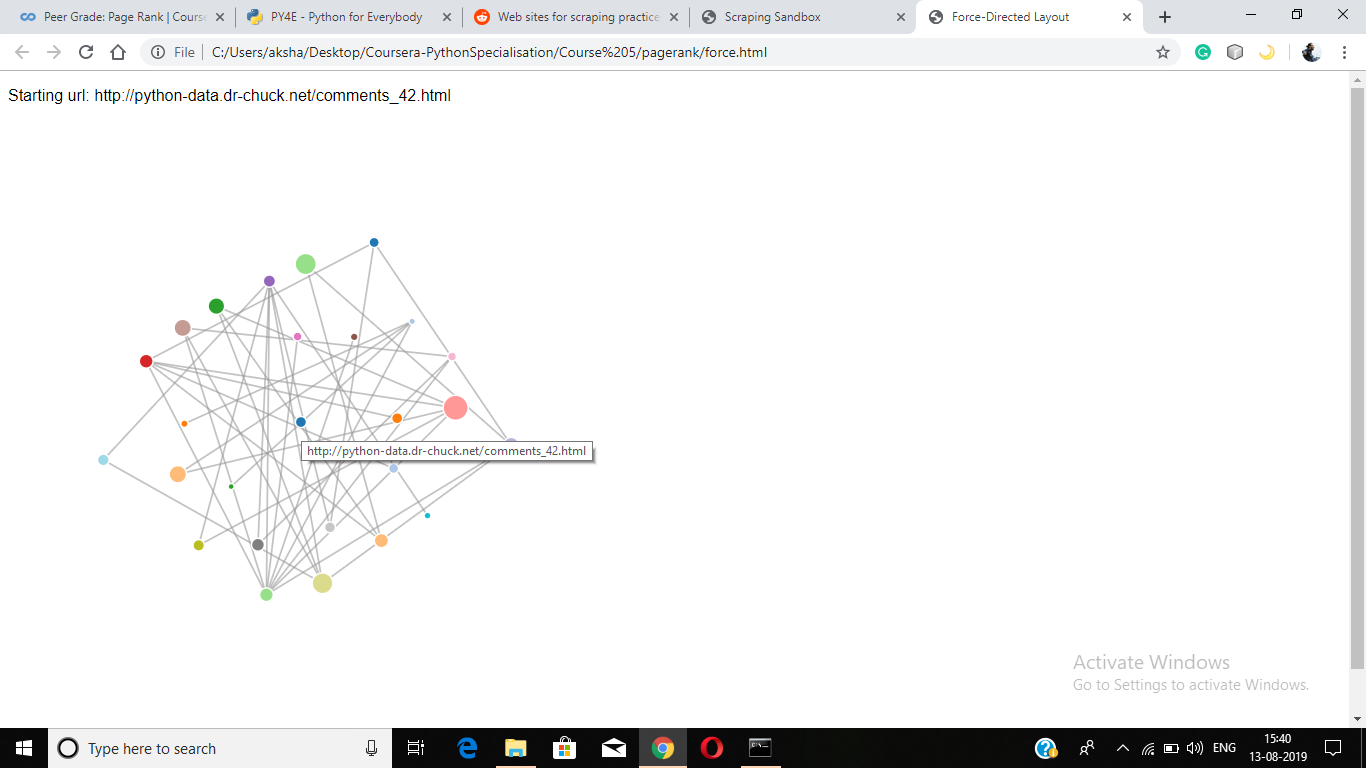 Peer Grade: Page Rank | Cours
PY4E - Python for Everybody
Web sites for scraping practice
Scraping Sandbox
Force-Directed Layout
File
C:/Users/aksha/Desktop/Coursera-PythonSpecialisation/Course%205/pagerank/force.html
Starting url: http://python-data.dr-chuck.net/comments_42.html
http://python-data.dr-chuck.net/comments_42.html
Activate Windows
Go to Settings to activate Windows.
Type here to search
ENG
15:40
13-08-2019